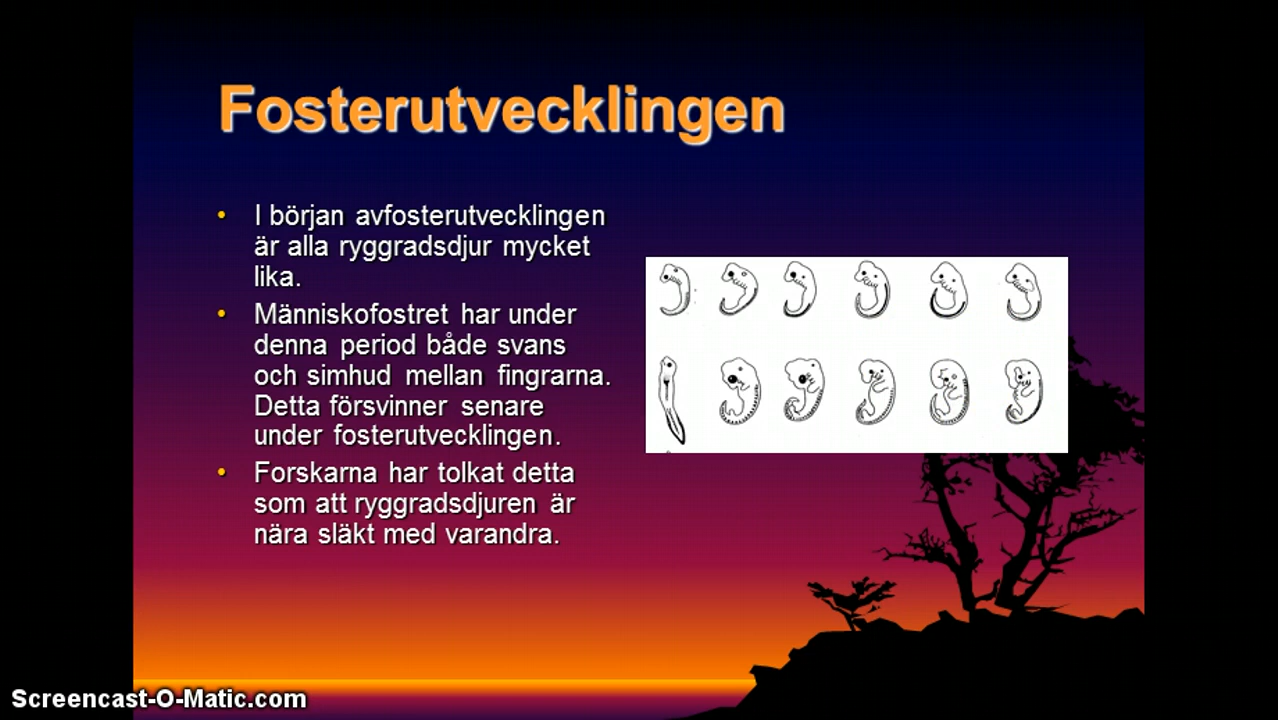 Fosterutvecklingen
• I början avfosterutvecklingen
är alla ryggradsdjur mycket
lika.
• Människofostret har under
denna period både svans
och simhud mellan fingrarna.
Detta försvinner senare
under fosterutvecklingen.
• Forskarna har tolkat detta
som att ryggradsdjuren är
nära släkt med varandra.
Screencast-O-Matic.com